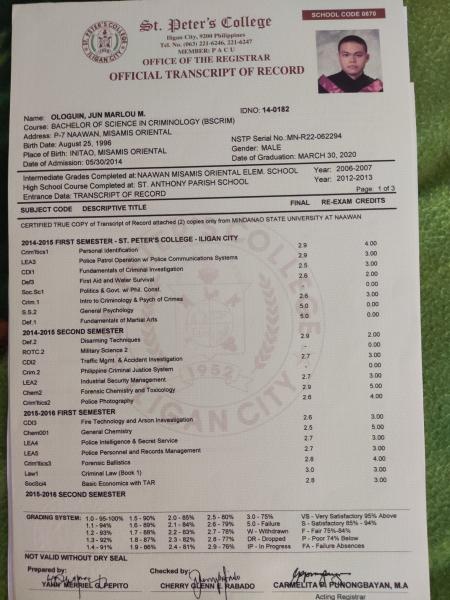 SCHOOL CODE 0670
St. Peter's College
Iligan City, 9200 Philippines
Tel. No. (063) 221-6246, 221-6247
MEMBER: P A C U
OFFICE OF THE REGISTRAR
OFFICIAL TRANSCRIPT OF RECORD
Name: OLOGUIN, JUN MARLOU M. IDNO: 14-0182
Course: BACHELOR OF SCIENCE IN CRIMINOLOGY (BSCRIM)
Address: P-7 NAAWAN, MISAMIS ORIENTAL NSTP Serial No.:MN-R22-062294
Birth Date: August 25, 1996 Gender: MALE
Place of Birth: INITAO, MISAMIS ORIENTAL Date of Graduation: MARCH 30, 2020
Date of Admission: 05/30/2014
Intermediate Grades Completed at: NAAWAN MISAMIS ORIENTAL ELEM. SCHOOL Year: 2006-2007
High School Course Completed at: ST. ANTHONY PARISH SCHOOL Year: 2012-2013
Entrance Data: TRANSCRIPT OF RECORD Page: 1 of 3
SUBJECT CODE DESCRIPTIVE TITLE FINAL RE-EXAM CREDITS
CERTIFIED TRUE COPY of Transcript of Record attached (2) copies only from MINDANAO STATE UNIVERSITY AT NAAWAN
2014-2015 FIRST SEMESTER - ST. PETER'S COLLEGE - ILIGAN CITY
Crim'ltics1 Personal Identification 2.9 4.00
LEA3 Police Patrol Operation w/ Police Communications Systems 2.9 3.00
CDI1 Fundamentals of Criminal Investigation 2.5 3.00
Def3 First Aid and Water Survival 2.6 2.00
Soc.Sc1 Politics & Govt. w/ Phil. Const. - 0.00
Crim.1 Intro to Criminology & Psych of Crimes 2.6 3.00
S.S.2 General Psychology 5.0 0.00
Def.1 Fundamentals of Martial Arts 5.0 0.00
2014-2015 SECOND SEMESTER
Def.2 Disarming Techniques 2.9 2.00
ROTC.2 Military Science 2 - 0.00
CDI2 Traffic Mgmt. & Accident Investigation 2.7 3.00
Crim.2 Philippine Criminal Justice System - 0.00
LEA2 Industrial Security Management 2.7 3.00
Chem2 Forensic Chemistry and Toxicology 2.9 5.00
Crim'ltics2 Police Photography 2.6 4.00
2015-2016 FIRST SEMESTER
CDI3 Fire Technology and Arson Inevestigation 2.6 3.00
Chem001 General Chemistry 2.5 5.00
LEA4 Police Intelligence & Secret Service 2.7 3.00
LEA5 Police Personnel and Records Management 2.7 3.00
Crim'ltics3 Forensic Ballistics 2.8 4.00
Law1 Criminal Law (Book 1) 3.0 3.00
SocSci4 Basic Economics with TAR 2.8 3.00
2015-2016 SECOND SEMESTER
GRADING SYSTEM: 1.0 - 95-100% 1.5 - 90% 2.0 - 85% 2.5 - 80% 3.0 - 75% VS - Very Satisfactory 95% Above
1.1 - 94% 1.6 - 89% 2.1 - 84% 2.6 - 79% 5.0 - Failure S - Satisfactory 85% - 94%
1.2 - 93% 1.7 - 88% 2.2 - 83% 2.7 - 78% W - Withdrawn F - Fair 75%-84%
1.3 - 92% 1.8 - 87% 2.3 - 82% 2.8 - 77% DR - Dropped P - Poor 74% Below
1.4 - 91% 1.9 - 86% 2.4 - 81% 2.9 - 76% IP - In Progress FA - Failure Absences
NOT VALID WITHOUT DRY SEAL
Prepared by: Checked by:
YAHN MERRIEL G. PEPITO CHERRY GLENN E. RABADO CARMELITA M. PUNONGBAYAN, M.A
Acting Registrar